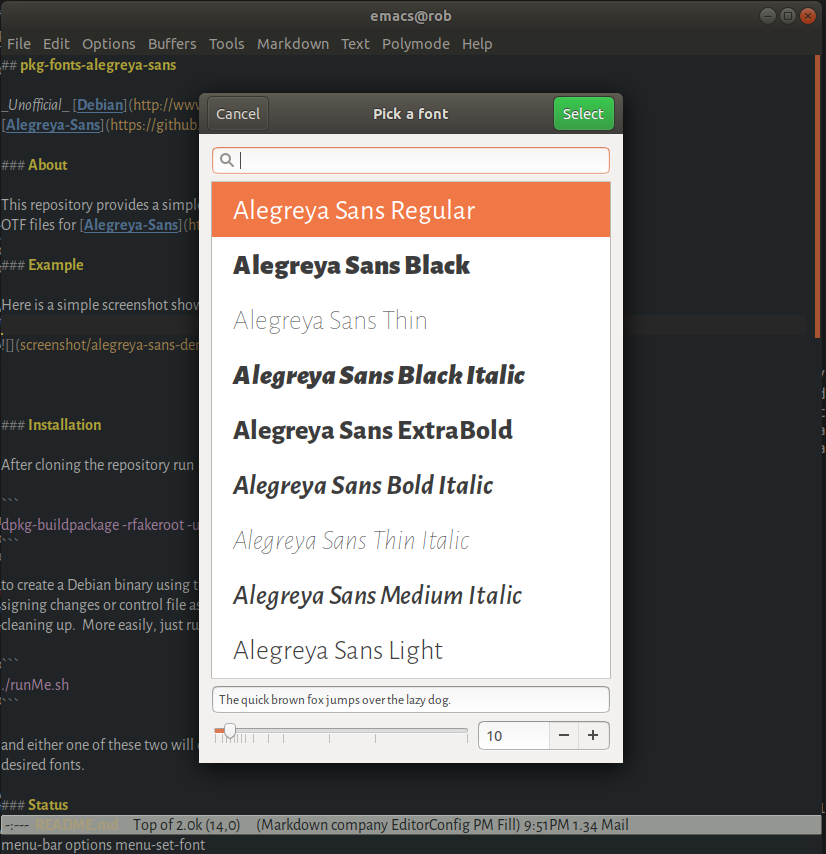 emacs@rob
File Edit Options Buffers Tools Markdown Text Polymode Help
## pkg-fonts-alegreya-sans
_Unofficial_ [Debian](http://www
[Alegreya-Sans](https://github.
### About
This repository provides a simple
OTF files for [Alegreya-Sans](ht
### Example
Here is a simple screenshot show
![](screenshot/alegreya-sans-der
### Installation
After cloning the repository run
```
dpkg-buildpackage -rfakeroot -u
```
to create a Debian binary using t
signing changes or control file as
cleaning up. More easily, just ru
```
./runMe.sh
```
and either one of these two will
desired fonts.
### Status
-:--- README.md Top of 2.0k (14,0) (Markdown company EditorConfig PM Fill) 9:51PM 1.34 Mail
menu-bar options menu-set-font
Cancel Pick a font Select
Alegreya Sans Regular
Alegreya Sans Black
Alegreya Sans Thin
Alegreya Sans Black Italic
Alegreya Sans ExtraBold
Alegreya Sans Bold Italic
Alegreya Sans Thin Italic
Alegreya Sans Medium Italic
Alegreya Sans Light
The quick brown fox jumps over the lazy dog.
10